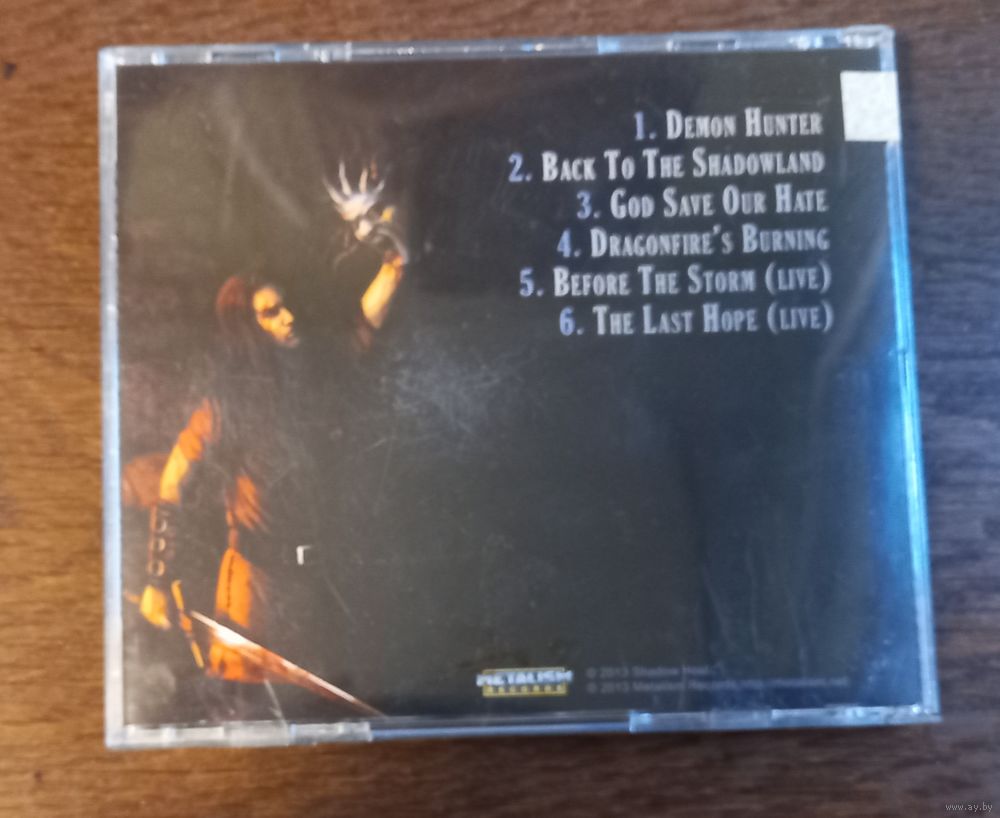 1. DEMON HUNTER
2. BACK TO THE SHADOWLAND
3. GOD SAVE OUR HATE
4. DRAGONFIRE'S BURNING
5. BEFORE THE STORM (LIVE)
6. THE LAST HOPE (LIVE)
METALISM
RECORDS
© 2013 Shadow Host
© 2013 Metalism Records
www.ay.by